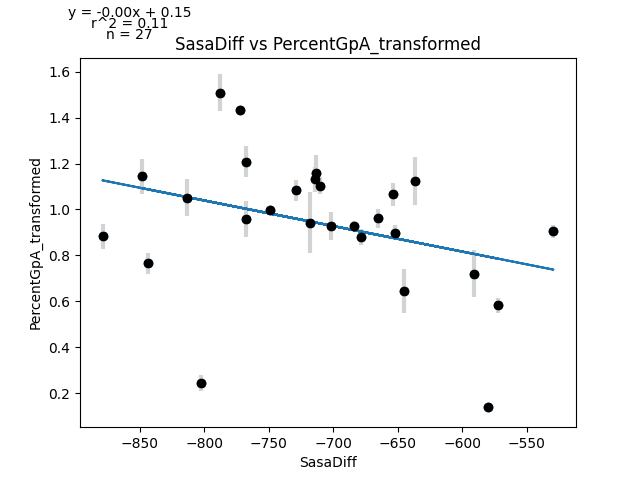 y = -0.00x + 0.15
r^2 = 0.11
n = 27
SasaDiff vs PercentGpA_transformed
1.6
1.4
1.2
1.0
0.8
0.6
0.4
0.2
PercentGpA_transformed
−850
−800
−750
−700
−650
−600
−550
SasaDiff